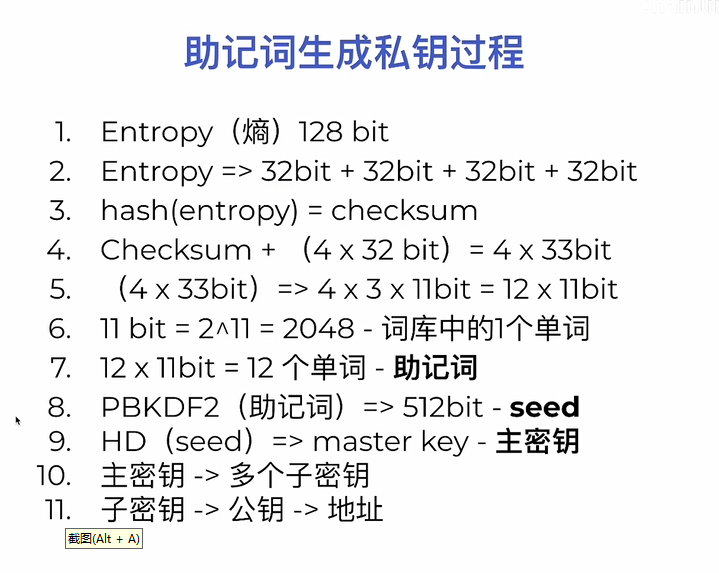 助记词生成私钥过程
1. Entropy（熵）128 bit
2. Entropy => 32bit + 32bit + 32bit + 32bit
3. hash(entropy) = checksum
4. Checksum + （4 x 32 bit）= 4 x 33bit
5. （4 x 33bit）=> 4 x 3 x 11bit = 12 x 11bit
6. 11 bit = 2^11 = 2048 - 词库中的1个单词
7. 12 x 11bit = 12 个单词 - 助记词
8. PBKDF2（助记词）=> 512bit - seed
9. HD（seed）=> master key - 主密钥
10. 主密钥 -> 多个子密钥
11. 子密钥 -> 公钥 -> 地址
截图(Alt + A)